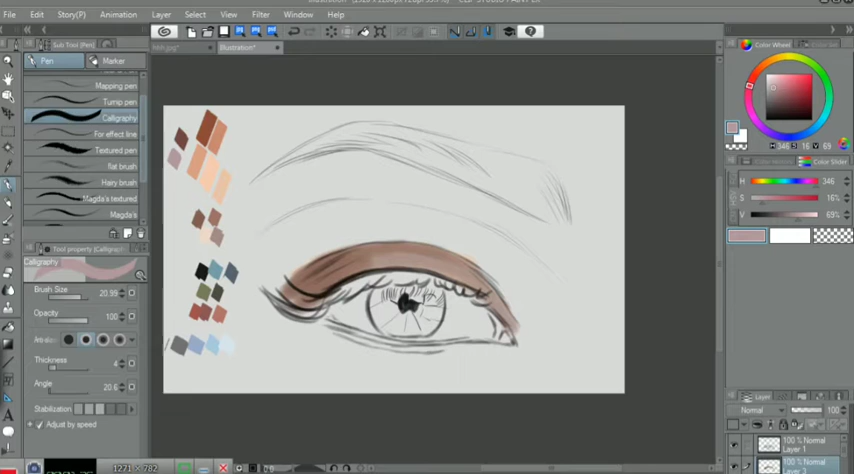 File Edit Story(P) Animation Layer Select View Filter Window Help
Sub Tool [Pen]
Illustration*
Color Wheel
Pen Marker
Mapping pen
Turnip pen
Calligraphy
For effect line
Textured pen
flat brush
Hairy brush
Magda's textured
Magda's
H 346 S 16 V 69
Color Slider
H 346
S 16%
V 69%
Tool property [Calligraphy]
Calligraphy
Brush Size 20.99
Opacity 100
Thickness 4
Angle 20.6
Stabilization
Adjust by speed
Layer
Normal 100
100 % Normal
Layer 1
100 % Normal
Layer 3
1271 x 782